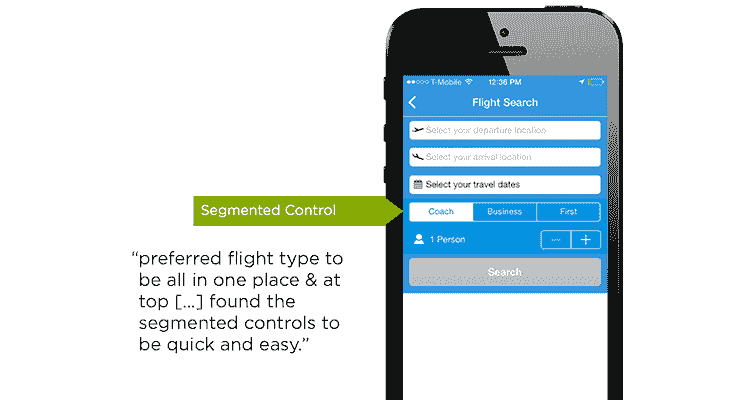 T-Mobile 12:36 PM
Flight Search
Select your departure location
Select your arrival location
Select your travel dates
Segmented Control
Coach Business First
1 Person
Search
“preferred flight type to
be all in one place & at
top [...] found the
segmented controls to
be quick and easy.”